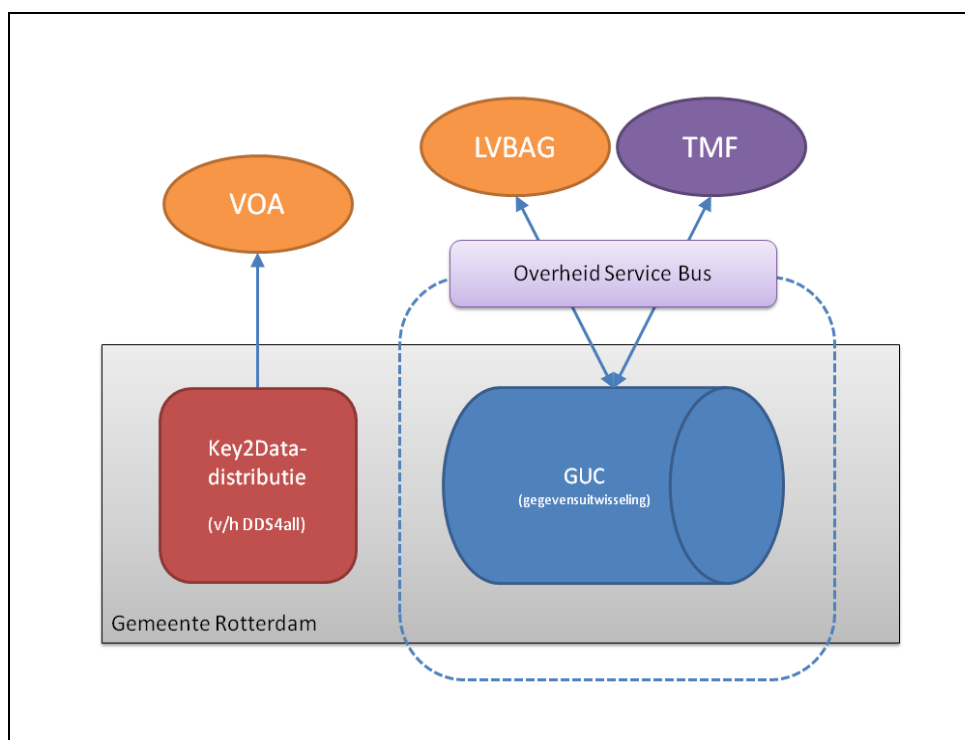 LVBAG
TMF
VOA
Overheid Service Bus
Key2Data-
distributie
(v/h DDS4all)
GUC
(gegevensuitwisseling)
Gemeente Rotterdam